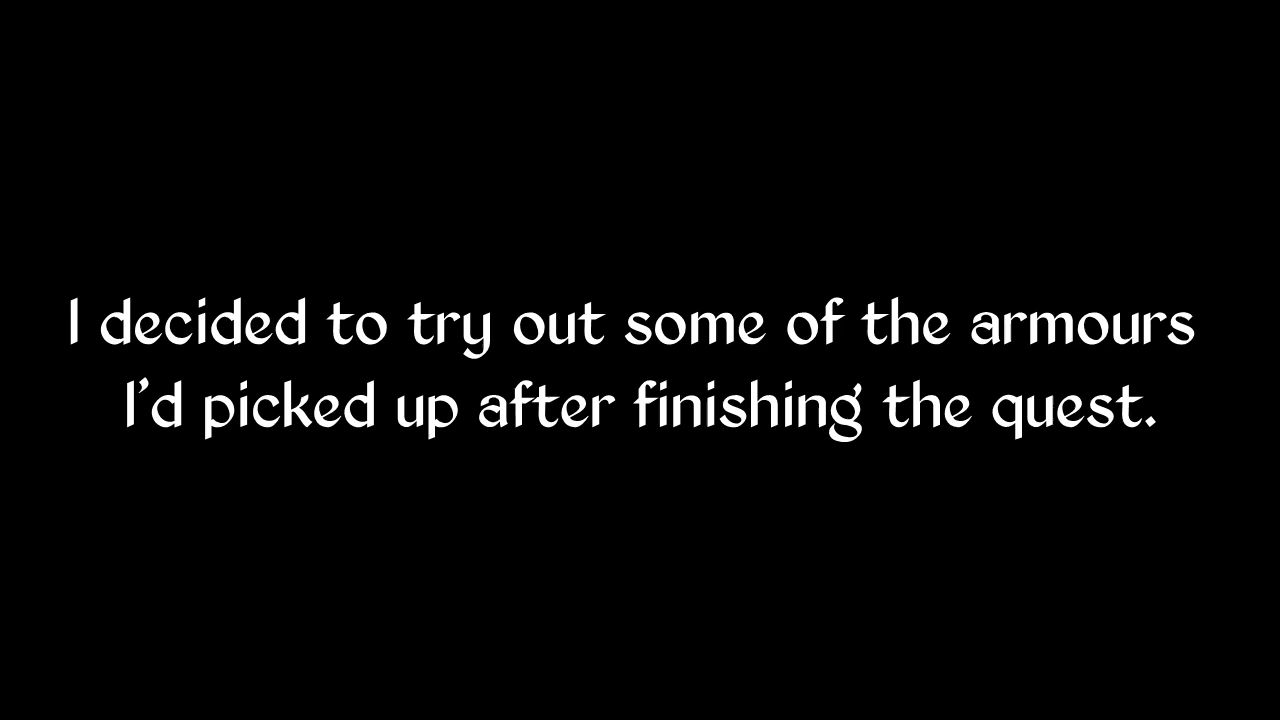 I decided to try out some of the armours
I’d picked up after finishing the quest.